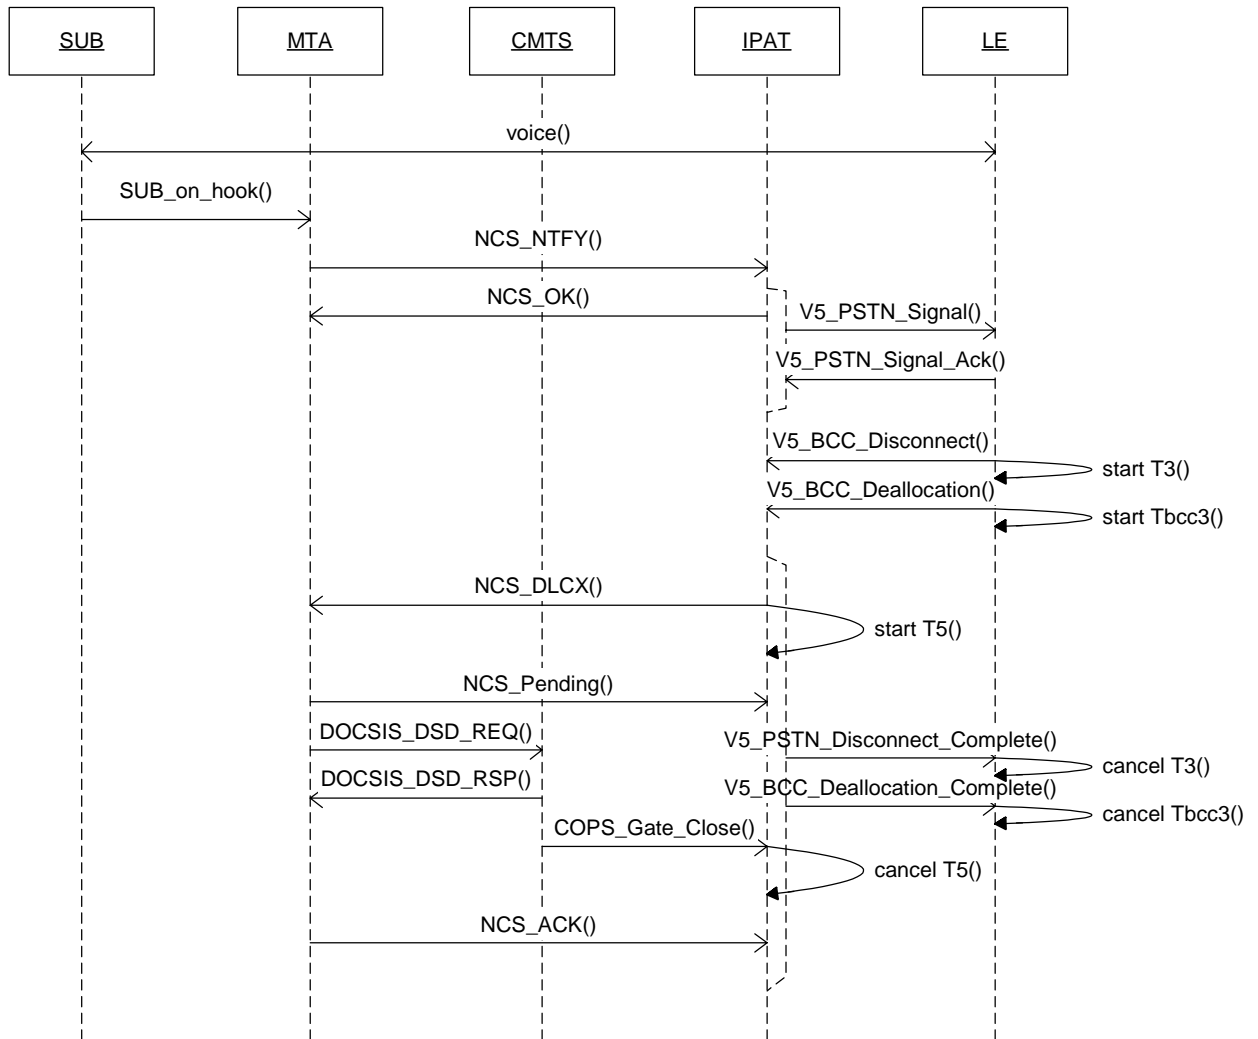 SUB
MTA
CMTS
IPAT
LE
voice()
SUB_on_hook()
NCS_NTFY()
NCS_OK()
V5_PSTN_Signal()
V5_PSTN_Signal_Ack()
V5_BCC_Disconnect()
start T3()
V5_BCC_Deallocation()
start Tbcc3()
NCS_DLCX()
start T5()
NCS_Pending()
DOCSIS_DSD_REQ()
V5_PSTN_Disconnect_Complete()
cancel T3()
DOCSIS_DSD_RSP()
V5_BCC_Deallocation_Complete()
cancel Tbcc3()
COPS_Gate_Close()
cancel T5()
NCS_ACK()